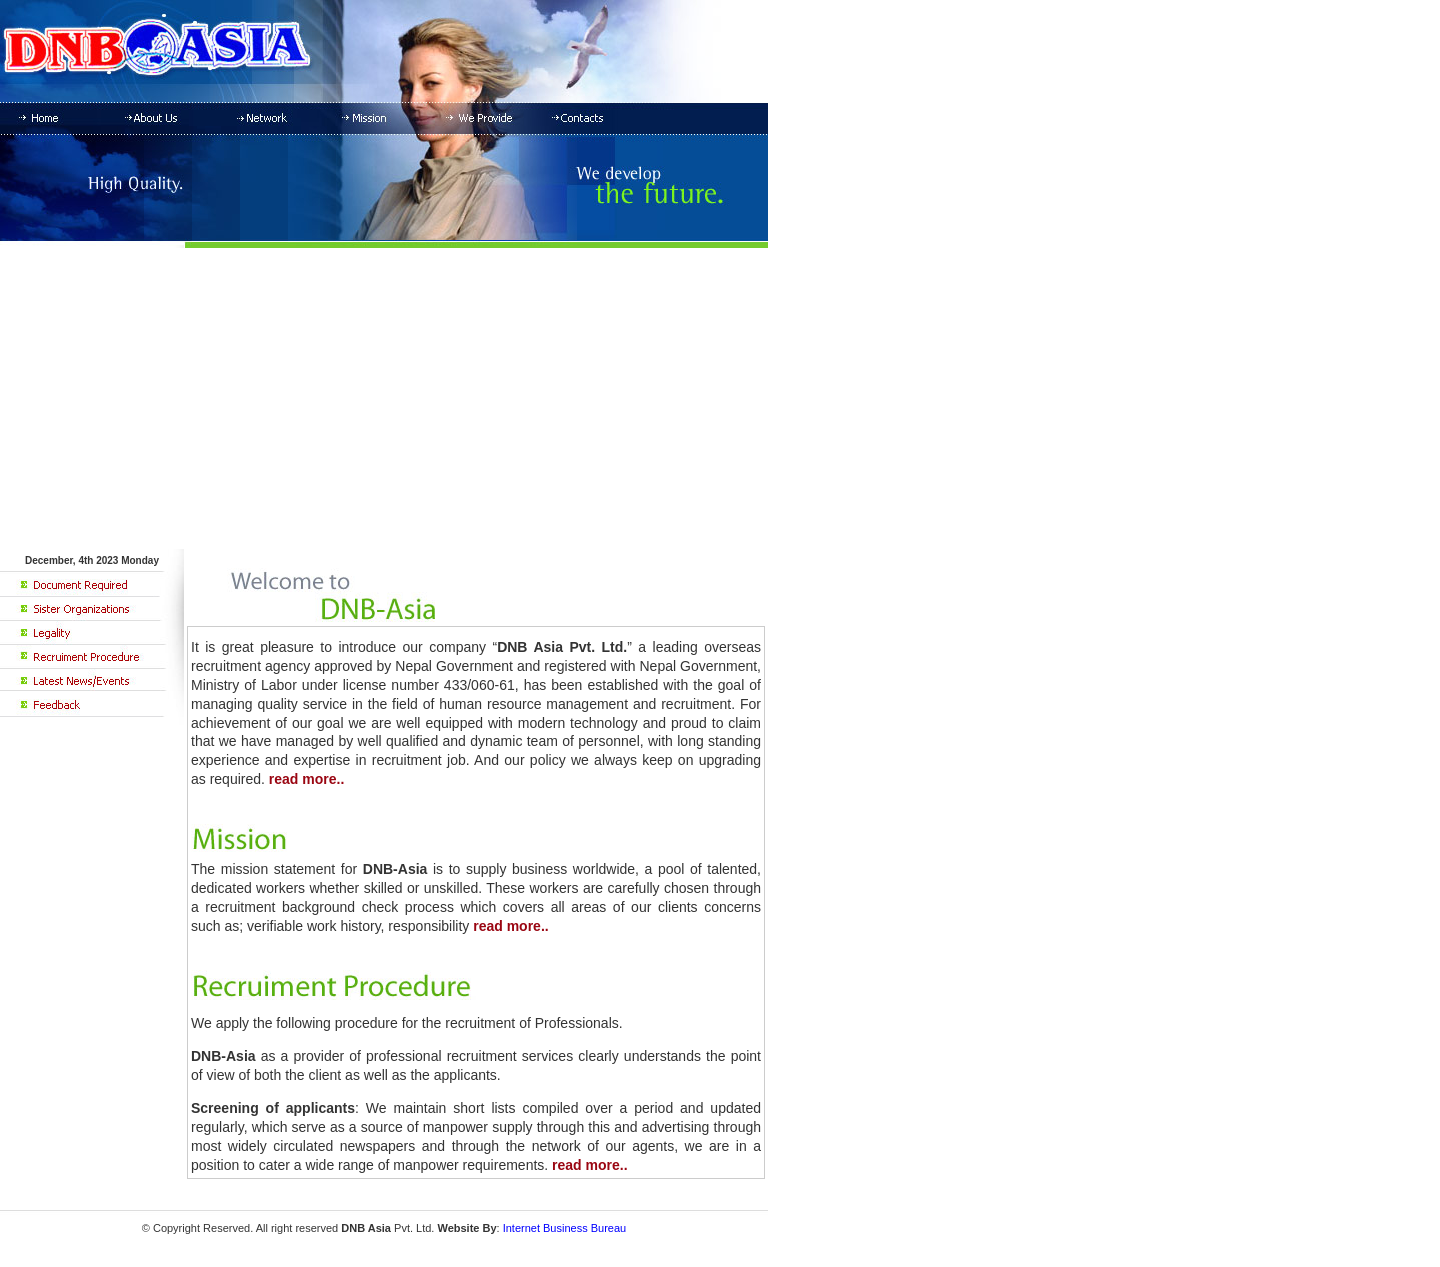 DNB ASIA
Home About Us Network Mission We Provide Contacts
High Quality.
We develop
the future.
December, 4th 2023 Monday
Document Required
Sister Organizations
Legality
Recruiment Procedure
Latest News/Events
Feedback
Welcome to
DNB-Asia
It is great pleasure to introduce our company “DNB Asia Pvt. Ltd.” a leading overseas
recruitment agency approved by Nepal Government and registered with Nepal Government,
Ministry of Labor under license number 433/060-61, has been established with the goal of
managing quality service in the field of human resource management and recruitment. For
achievement of our goal we are well equipped with modern technology and proud to claim
that we have managed by well qualified and dynamic team of personnel, with long standing
experience and expertise in recruitment job. And our policy we always keep on upgrading
as required. read more..
Mission
The mission statement for DNB-Asia is to supply business worldwide, a pool of talented,
dedicated workers whether skilled or unskilled. These workers are carefully chosen through
a recruitment background check process which covers all areas of our clients concerns
such as; verifiable work history, responsibility read more..
Recruiment Procedure
We apply the following procedure for the recruitment of Professionals.
DNB-Asia as a provider of professional recruitment services clearly understands the point
of view of both the client as well as the applicants.
Screening of applicants: We maintain short lists compiled over a period and updated
regularly, which serve as a source of manpower supply through this and advertising through
most widely circulated newspapers and through the network of our agents, we are in a
position to cater a wide range of manpower requirements. read more..
© Copyright Reserved. All right reserved DNB Asia Pvt. Ltd. Website By: Internet Business Bureau